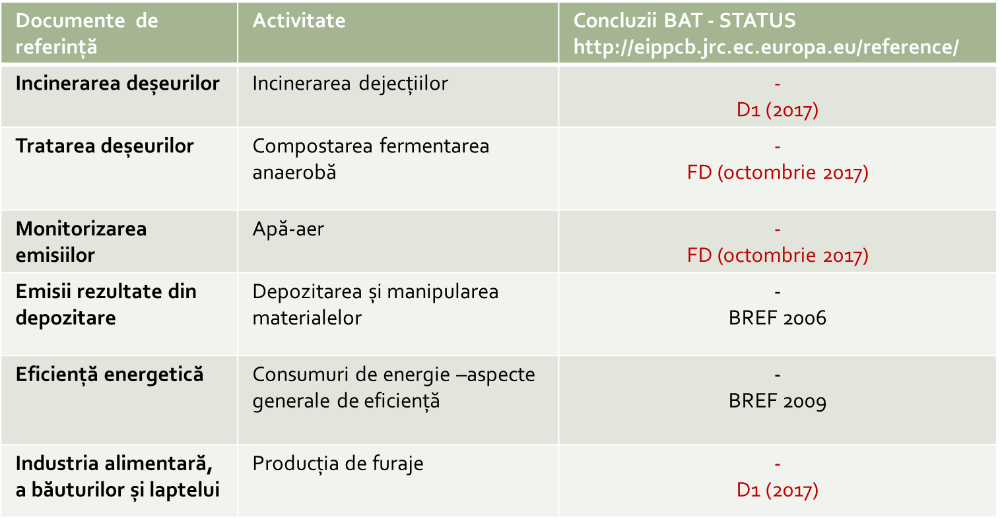 Documente de
referință
Activitate
Concluzii BAT - STATUS
http://eippcb.jrc.ec.europa.eu/reference/
Incinerarea deșeurilor
Incinerarea dejecțiilor
-
D1 (2017)
Tratarea deșeurilor
Compostarea fermentarea
anaerobă
-
FD (octombrie 2017)
Monitorizarea
emisiilor
Apă-aer
-
FD (octombrie 2017)
Emisii rezultate din
depozitare
Depozitarea și manipularea
materialelor
-
BREF 2006
Eficiență energetică
Consumuri de energie –aspecte
generale de eficiență
-
BREF 2009
Industria alimentară,
a băuturilor și laptelui
Producția de furaje
-
D1 (2017)